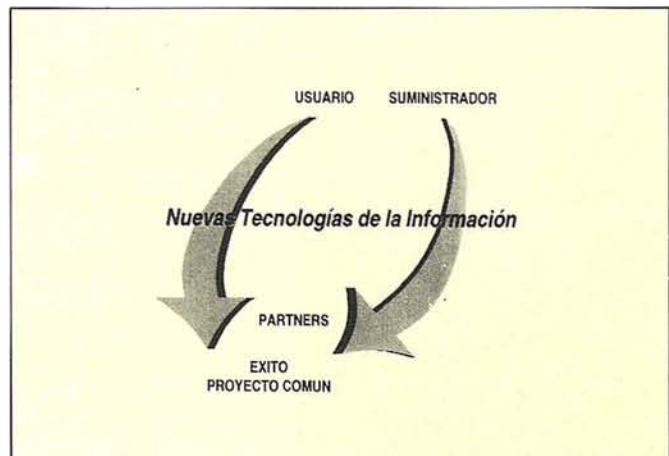 USUARIO SUMINISTRADOR
Nuevas Tecnologías de la Información
PARTNERS
EXITO
PROYECTO COMUN